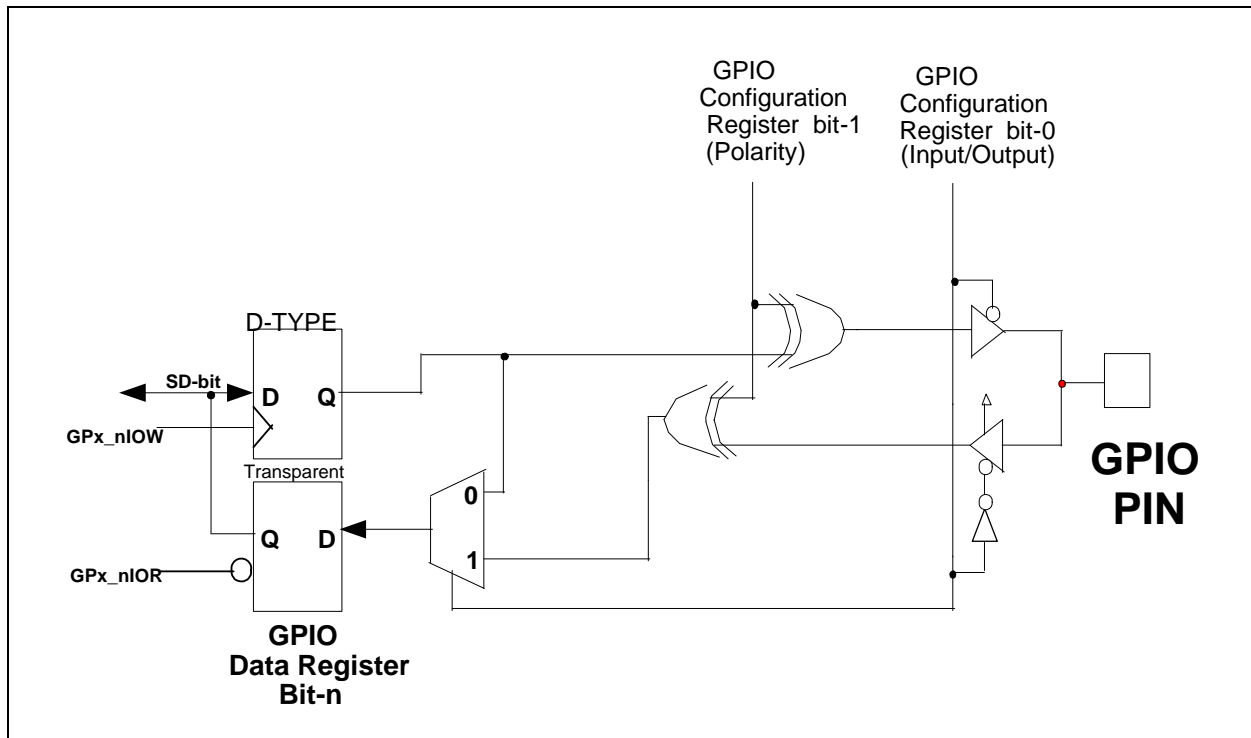 GPIO
Configuration
Register bit-1
(Polarity)
GPIO
Configuration
Register bit-0
(Input/Output)
D-TYPE
SD-bit
D
Q
GPx_nIOW
Transparent
0
1
Q
D
GPx_nIOR
GPIO
Data Register
Bit-n
GPIO
PIN